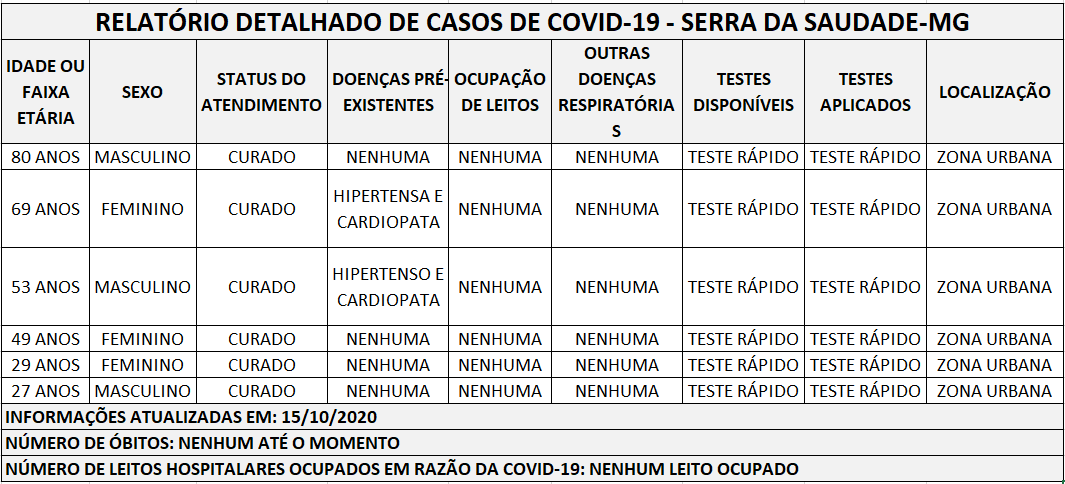 RELATÓRIO DETALHADO DE CASOS DE COVID-19 - SERRA DA SAUDADE-MG
IDADE OU FAIXA ETÁRIA SEXO STATUS DO ATENDIMENTO DOENÇAS PRÉ-EXISTENTES OCUPAÇÃO DE LEITOS OUTRAS DOENÇAS RESPIRATÓRIAS TESTES DISPONÍVEIS TESTES APLICADOS LOCALIZAÇÃO
80 ANOS MASCULINO CURADO NENHUMA NENHUMA NENHUMA TESTE RÁPIDO TESTE RÁPIDO ZONA URBANA
69 ANOS FEMININO CURADO HIPERTENSA E CARDIOPATA NENHUMA NENHUMA TESTE RÁPIDO TESTE RÁPIDO ZONA URBANA
53 ANOS MASCULINO CURADO HIPERTENSO E CARDIOPATA NENHUMA NENHUMA TESTE RÁPIDO TESTE RÁPIDO ZONA URBANA
49 ANOS FEMININO CURADO NENHUMA NENHUMA NENHUMA TESTE RÁPIDO TESTE RÁPIDO ZONA URBANA
29 ANOS FEMININO CURADO NENHUMA NENHUMA NENHUMA TESTE RÁPIDO TESTE RÁPIDO ZONA URBANA
27 ANOS MASCULINO CURADO NENHUMA NENHUMA NENHUMA TESTE RÁPIDO TESTE RÁPIDO ZONA URBANA
INFORMAÇÕES ATUALIZADAS EM: 15/10/2020
NÚMERO DE ÓBITOS: NENHUM ATÉ O MOMENTO
NÚMERO DE LEITOS HOSPITALARES OCUPADOS EM RAZÃO DA COVID-19: NENHUM LEITO OCUPADO